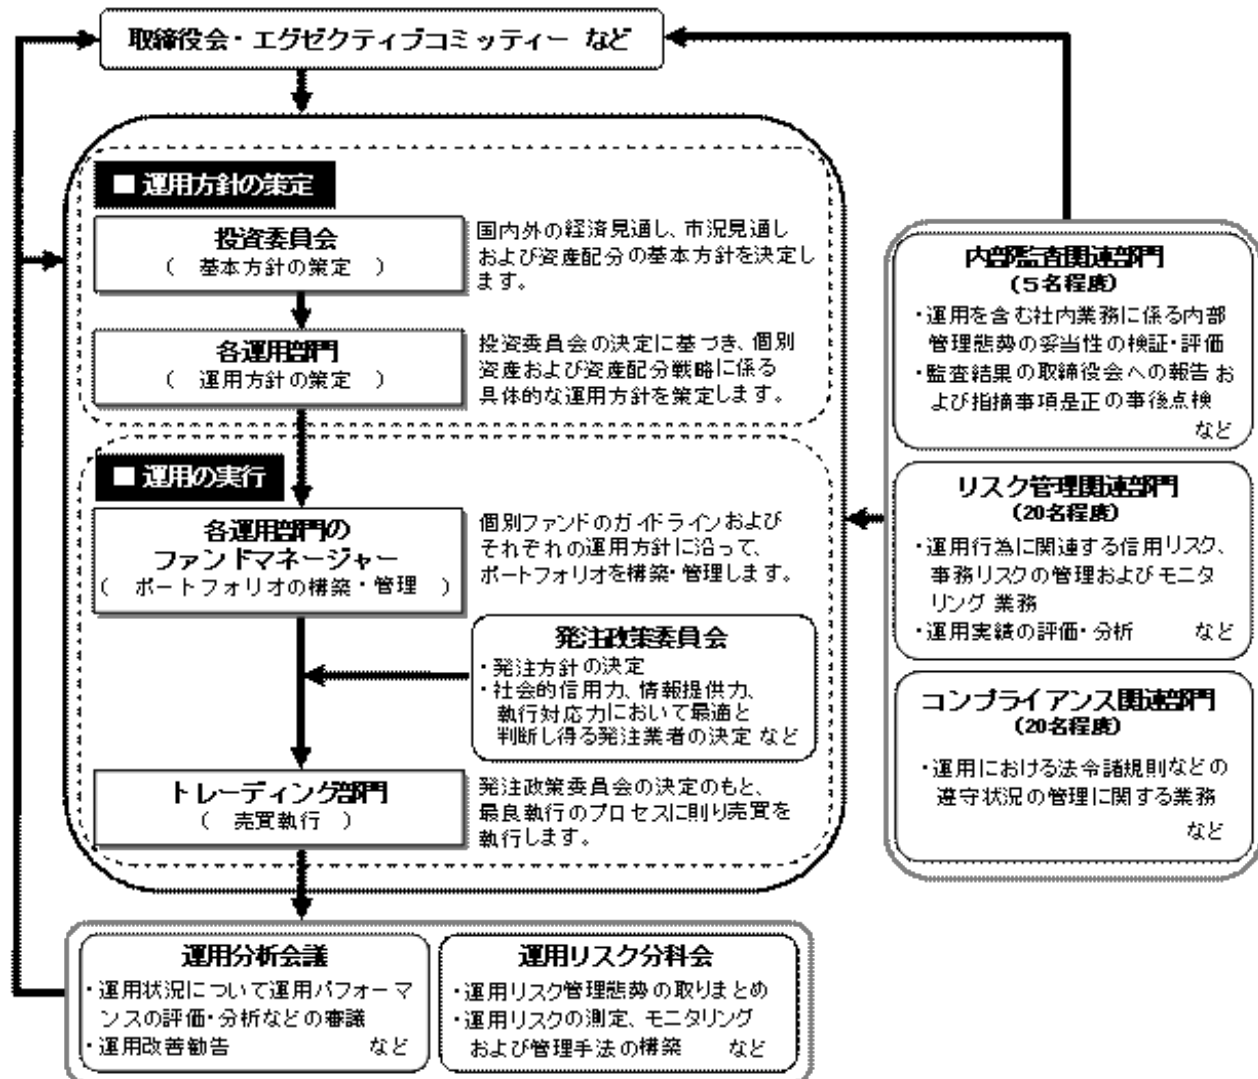 取締役会・エグゼクティブコミッティー など
■ 運用方針の策定
投資委員会
（ 基本方針の策定 ）
国内外の経済見通し、市況見通し
および資産配分の基本方針を決定し
ます。
各運用部門
（ 運用方針の策定 ）
投資委員会の決定に基づき、個別
資産および資産配分戦略に係る
具体的な運用方針を策定します。
■ 運用の実行
各運用部門の
ファンドマネージャー
（ ポートフォリオの構築・管理 ）
個別ファンドのガイドラインおよび
それぞれの運用方針に沿って、
ポートフォリオを構築・管理します。
発注政策委員会
・発注方針の決定
・社会的信用力、情報提供力、
執行対応力において最適と
判断し得る発注業者の決定 など
トレーディング部門
（ 売買執行 ）
発注政策委員会の決定のもと、
最良執行のプロセスに則り売買を
執行します。
内部監査関連部門
（５名程度）
・運用を含む社内業務に係る内部
管理態勢の妥当性の検証・評価
・監査結果の取締役会への報告 お
よび指摘事項是正の事後点検
など
リスク管理関連部門
（20名程度）
・運用行為に関連する信用リスク、
事務リスクの管理および モニタ
リング 業務
・運用実績の評価・分析 など
コンプライアンス関連部門
（20名程度）
・運用における法令諸規則などの
遵守状況の管理に関する業務
など
運用分析会議
・運用状況について運用パフォーマ
ンスの評価・分析などの審議
・運用改善勧告 など
運用リスク分科会
・運用リスク管理態勢の取りまとめ
・運用リスクの測定、モニタリング
および管理手法の構築 など